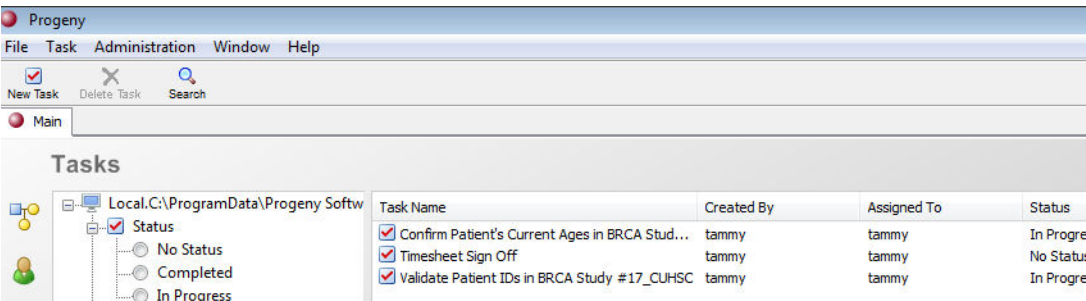 Progeny
File Task Administration Window Help
New Task Delete Task Search
Main
Tasks
Local.C:\ProgramData\Progeny Softw
Status
No Status
Completed
In Progress
Task Name Created By Assigned To Status
Confirm Patient's Current Ages in BRCA Stud... tammy tammy In Progre
Timesheet Sign Off tammy tammy No Status
Validate Patient IDs in BRCA Study #17_CUHSC tammy tammy In Progre